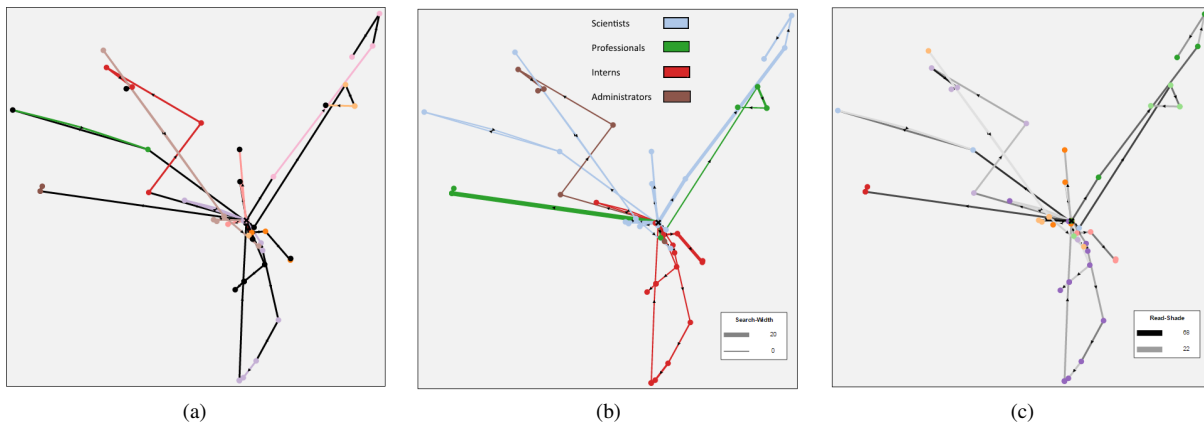 Scientists
Professionals
Interns
Administrators
Search-Width
20
0
Read-Shade
68
22
(a)
(b)
(c)